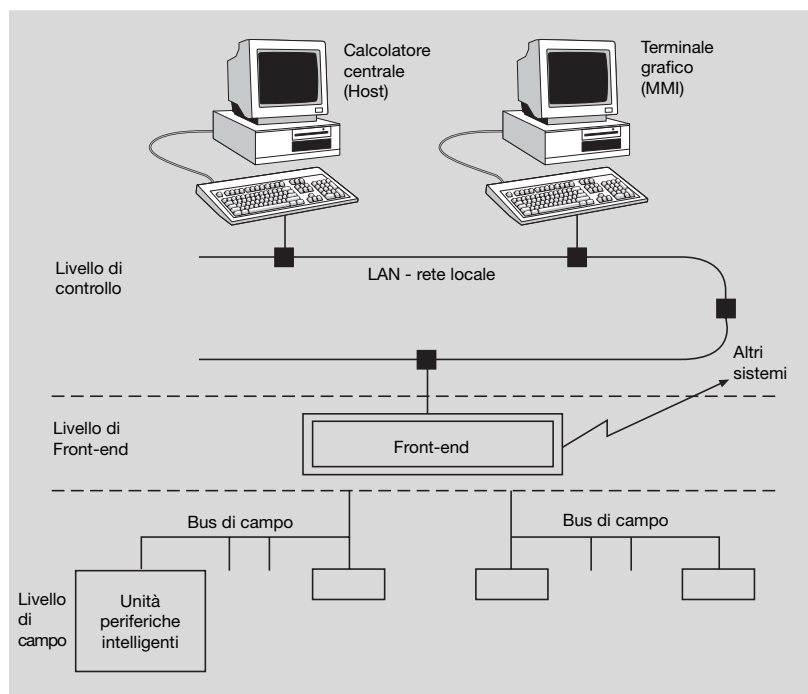 Calcolatore
centrale
(Host)
Terminale
grafico
(MMI)
Livello di
controllo
LAN - rete locale
Altri
sistemi
Livello di
Front-end
Front-end
Bus di campo
Bus di campo
Livello
di
campo
Unità
periferiche
intelligenti